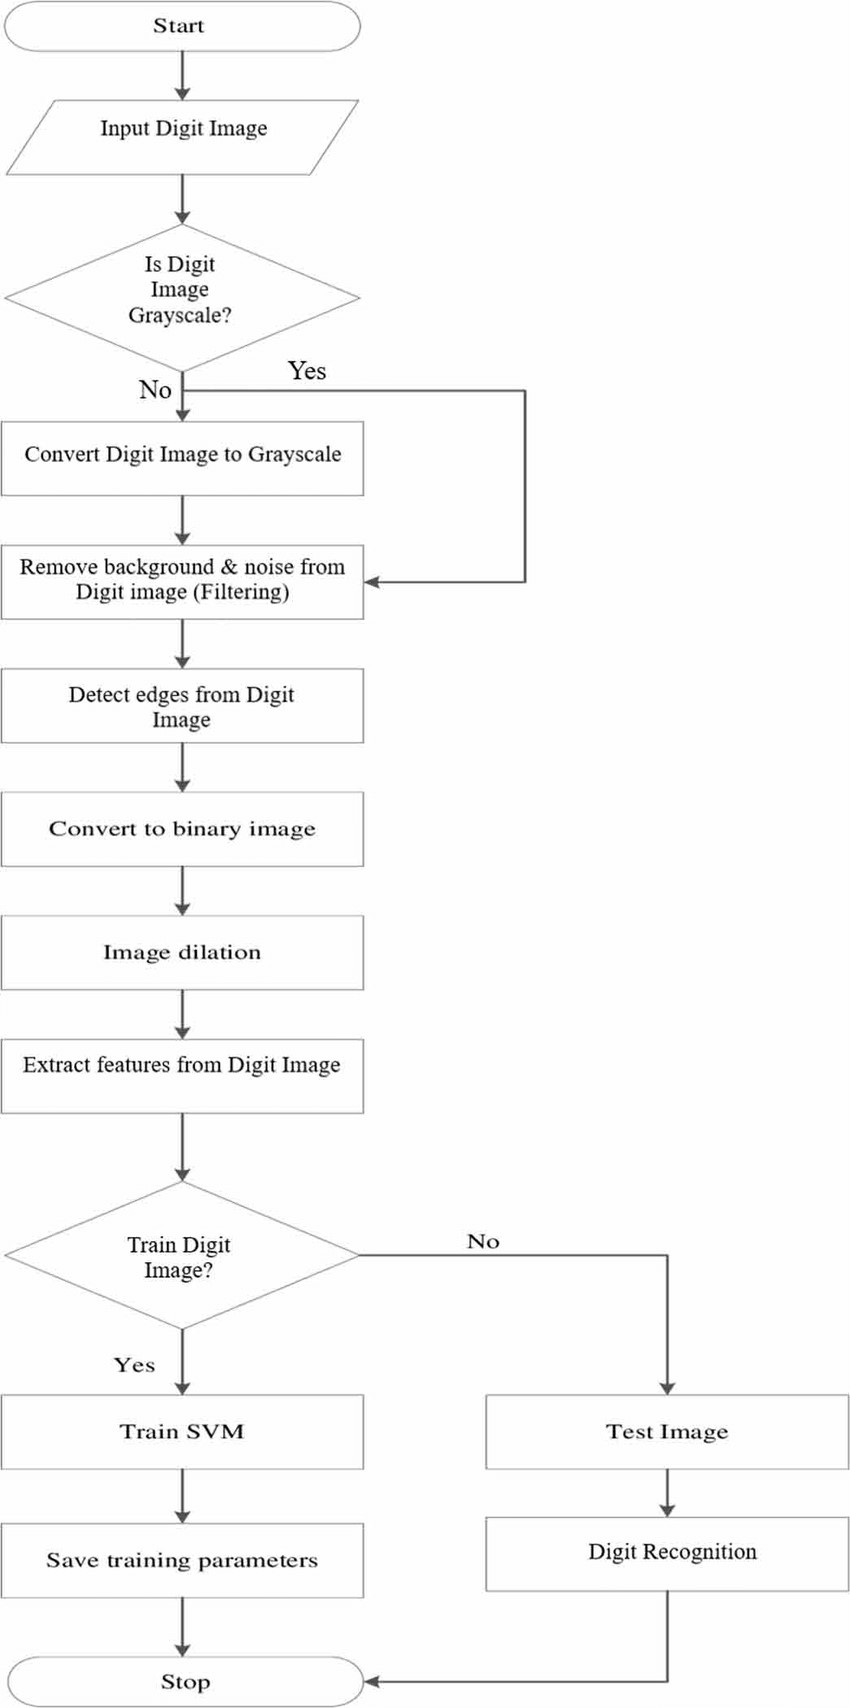 Start
Input Digit Image
Is Digit
Image
Grayscale?
Yes
No
Convert Digit Image to Grayscale
Remove background & noise from
Digit image (Filtering)
Detect edges from Digit
Image
Convert to binary image
Image dilation
Extract features from Digit Image
Train Digit
Image?
No
Yes
Train SVM
Test Image
Save training parameters
Digit Recognition
Stop